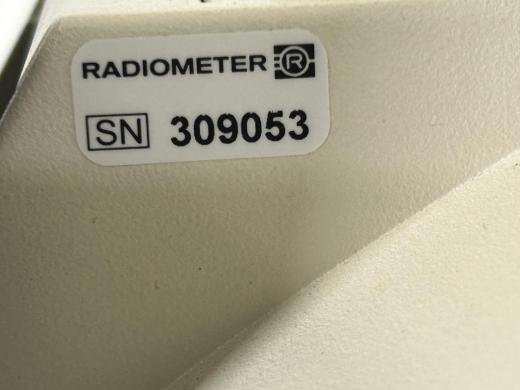 RADIOMETER R
SN 309053